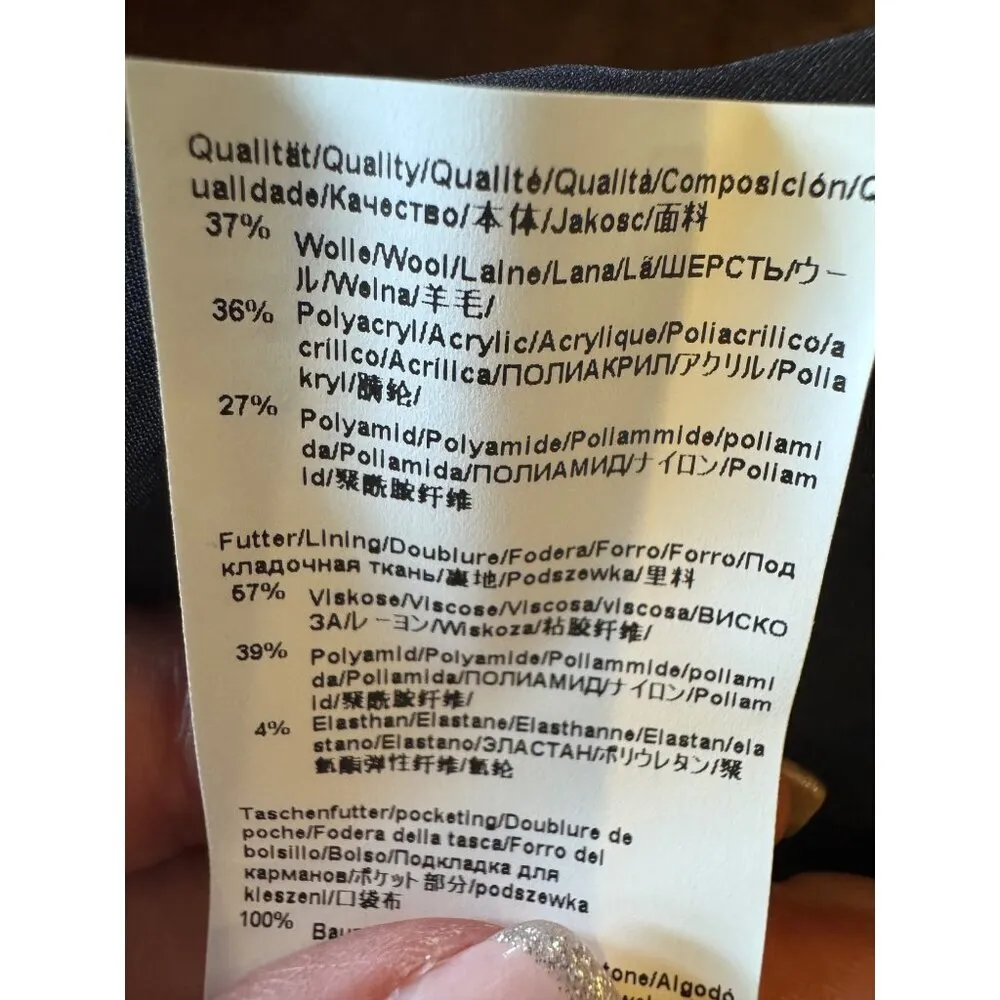 Qualität/Quality/Qualité/Qualità/Composición/Q
ualidade/Качество/本体/Jakosc/面料
37% Wolle/Wool/Laine/Lana/Lã/ШЕРСТЬ/ウー
ル/Welna/羊毛/
36% Polyacryl/Acrylic/Acrylique/Poliacrilico/a
crilico/Acrilica/ПОЛИАКРИЛ/アクリル/Polia
kryl/腈纶/
27% Polyamid/Polyamide/Poliammide/poliami
da/Poliamida/ПОЛИАМИД/ナイロン/Poliam
id/聚酰胺纤维
Futter/Lining/Doublure/Fodera/Forro/Forro/Под
кладочная ткань/裏地/Podszewka/里料
57% Viskose/Viscose/Viscosa/viscosa/ВИСКО
ЗА/レーヨン/Wiskoza/粘胶纤维/
39% Polyamid/Polyamide/Poliammide/poliami
da/Poliamida/ПОЛИАМИД/ナイロン/Poliam
id/聚酰胺纤维/
4% Elasthan/Elastane/Elasthanne/Elastan/ela
stano/Elastano/ЭЛАСТАН/ポリウレタン/聚
氨酯弹性纤维/氨纶
Taschenfutter/pocketing/Doublure de
poche/Fodera della tasca/Forro del
bolsillo/Bolso/Подкладка для
карманов/ポケット部分/podszewka
kieszeni/口袋布
100%
tone/Algodó